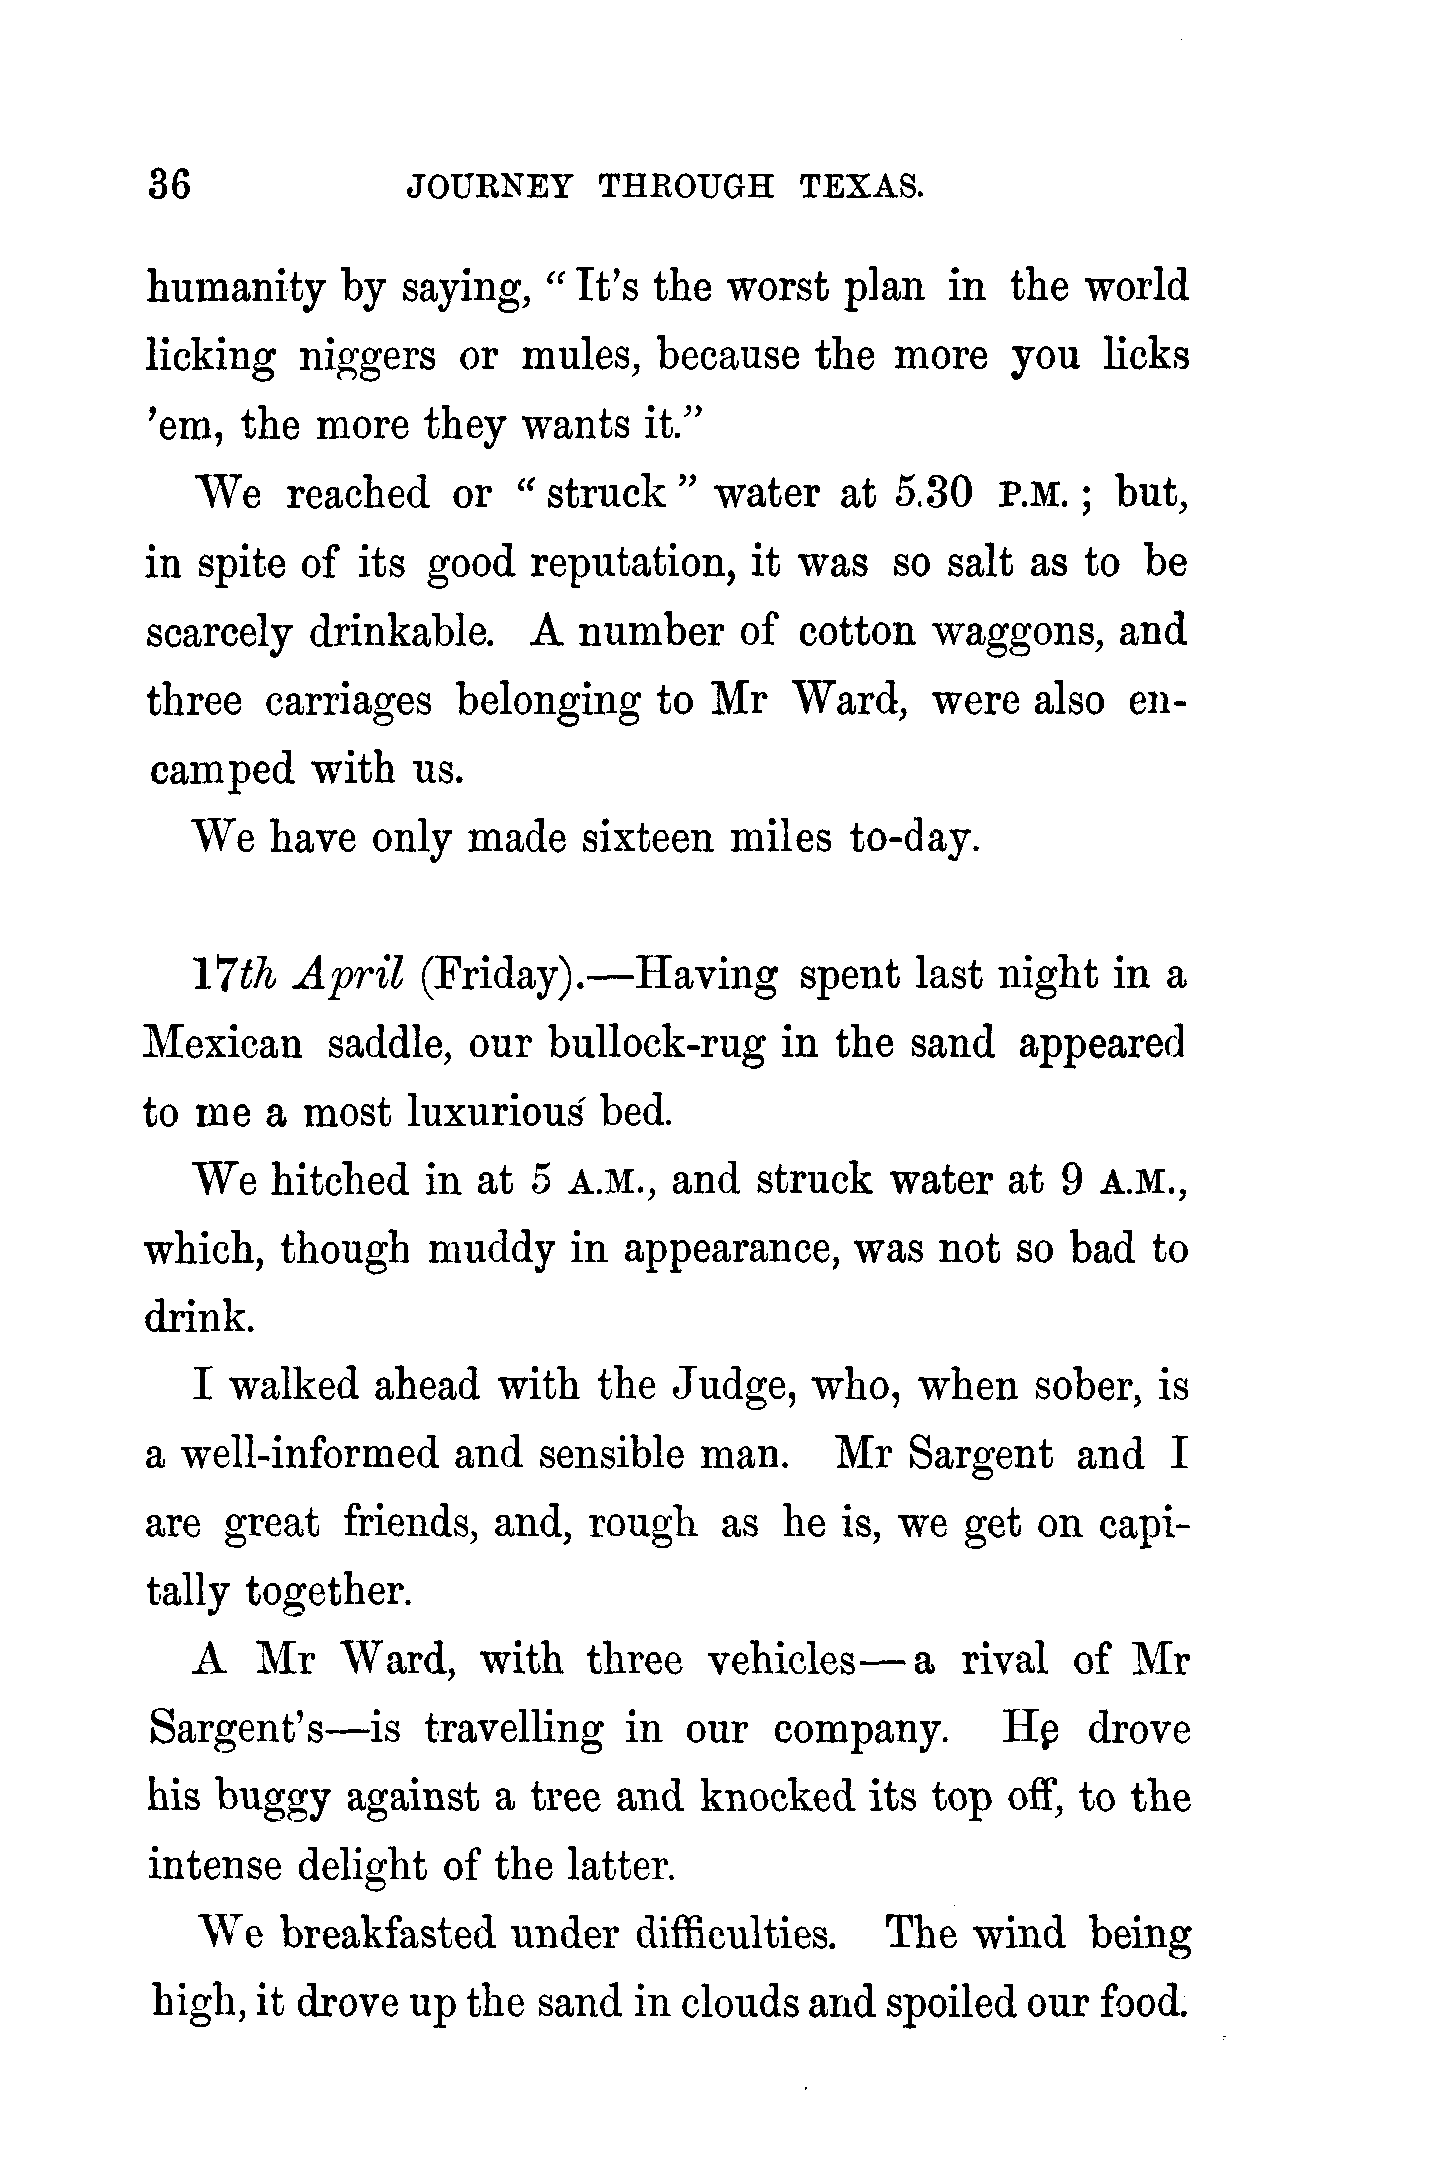 36 JOURNEY THROUGH TEXAS.
humanity by saying, “ It’s the worst plan in the world
licking niggers or mules, because the more you licks
’em, the more they wants it.”
We reached or “ struck ” water at 5.30 P.M. ; but,
in spite of its good reputation, it was so salt as to be
scarcely drinkable. A number of cotton waggons, and
three carriages belonging to Mr Ward, were also en-
camped with us.
We have only made sixteen miles to-day.
17th April (Friday).—Having spent last night in a
Mexican saddle, our bullock-rug in the sand appeared
to me a most luxurious bed.
We hitched in at 5 A.M., and struck water at 9 A.M.,
which, though muddy in appearance, was not so bad to
drink.
I walked ahead with the Judge, who, when sober, is
a well-informed and sensible man. Mr Sargent and I
are great friends, and, rough as he is, we get on capi-
tally together.
A Mr Ward, with three vehicles—a rival of Mr
Sargent’s—is travelling in our company. He drove
his buggy against a tree and knocked its top off, to the
intense delight of the latter.
We breakfasted under difficulties. The wind being
high, it drove up the sand in clouds and spoiled our food.